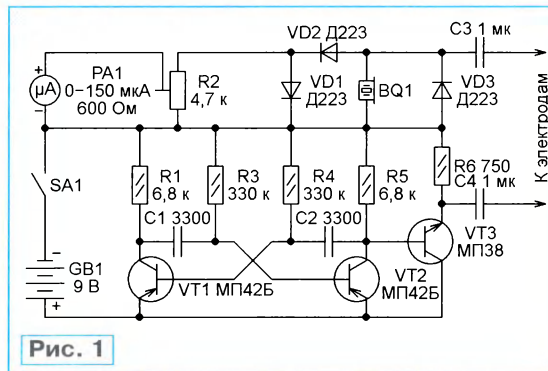 PA1
0–150 мкА
600 Ом
μA
+
–
R2
4,7 к
VD2 Д223
VD1
Д223
BQ1
VD3
Д223
C3 1 мк
К электродам
SA1
R1
6,8 к
R3
330 к
R4
330 к
R5
6,8 к
R6 750
C4 1 мк
C1 3300
C2 3300
GB1
9 В
–
+
VT1 МП42Б
VT2
МП42Б
VT3
МП38
Рис. 1